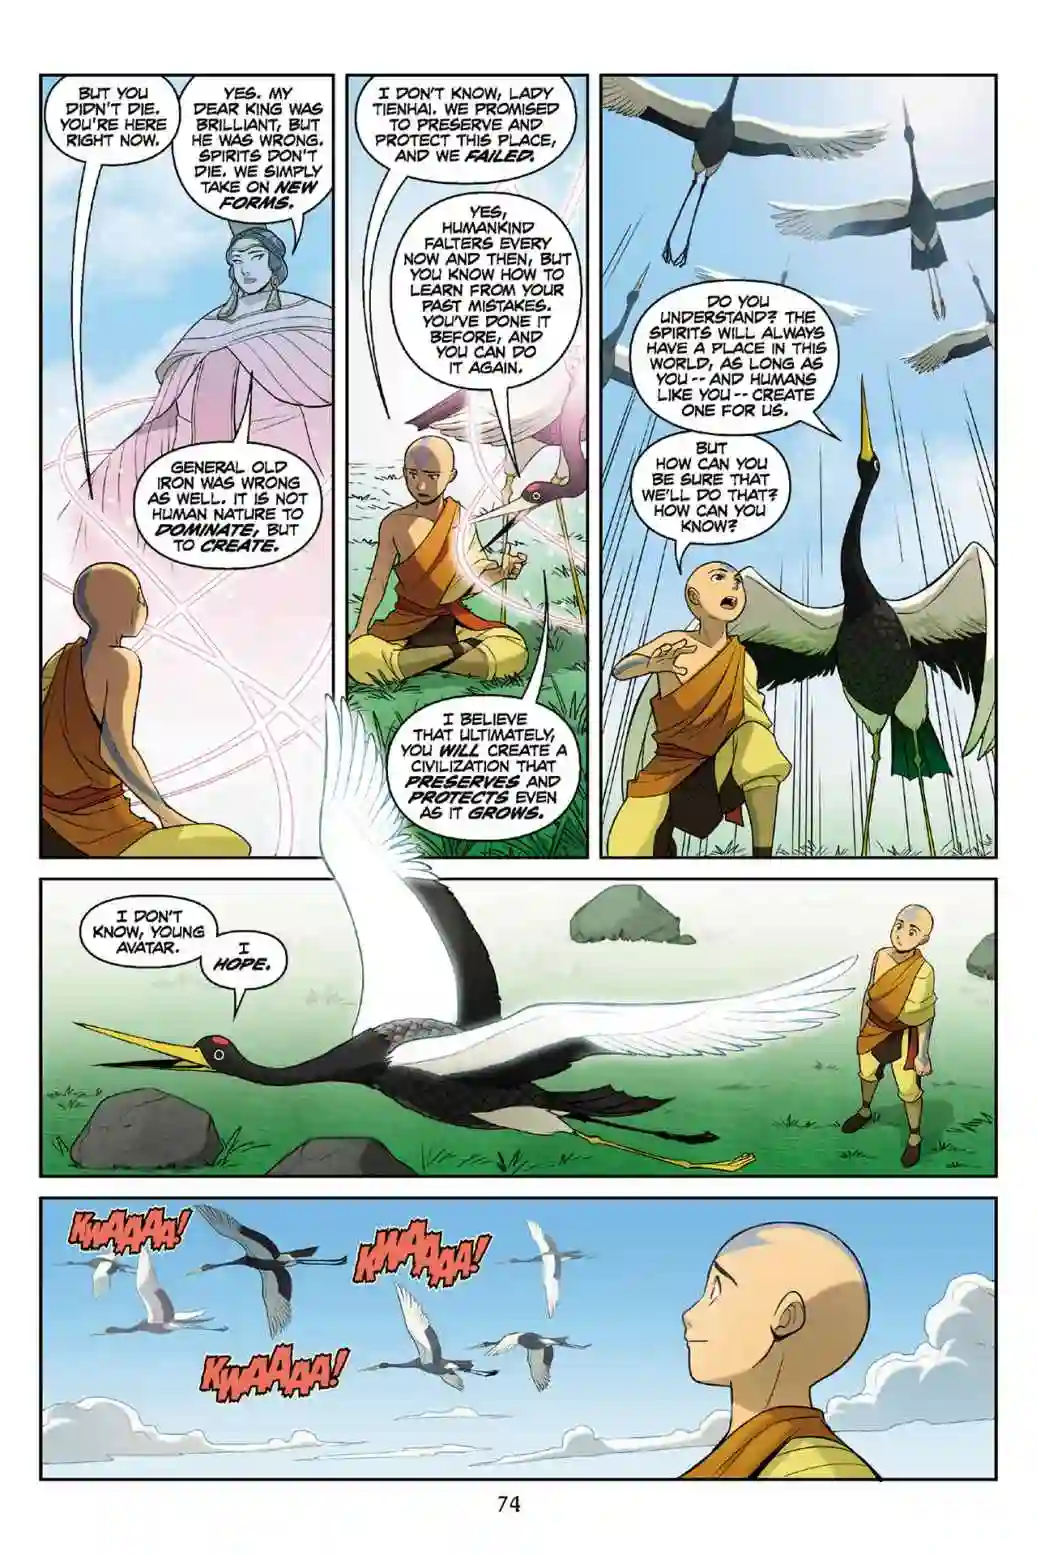 BUT YOU
DIDN'T DIE.
YOU'RE HERE
RIGHT NOW.
YES. MY
DEAR KING WAS
BRILLIANT, BUT
HE WAS WRONG.
SPIRITS DON'T
DIE. WE SIMPLY
TAKE ON NEW
FORMS.
GENERAL OLD
IRON WAS WRONG
AS WELL. IT IS NOT
HUMAN NATURE TO
DOMINATE, BUT
TO CREATE.
I DON'T KNOW, LADY
TIENHAI. WE PROMISED
TO PRESERVE AND
PROTECT THIS PLACE,
AND WE FAILED.
YES,
HUMANKIND
FALTERS EVERY
NOW AND THEN, BUT
YOU KNOW HOW TO
LEARN FROM YOUR
PAST MISTAKES.
YOU'VE DONE IT
BEFORE, AND
YOU CAN DO
IT AGAIN.
I BELIEVE
THAT ULTIMATELY,
YOU WILL CREATE A
CIVILIZATION THAT
PRESERVES AND
PROTECTS EVEN
AS IT GROWS.
DO YOU
UNDERSTAND? THE
SPIRITS WILL ALWAYS
HAVE A PLACE IN THIS
WORLD, AS LONG AS
YOU -- AND HUMANS
LIKE YOU -- CREATE
ONE FOR US.
BUT
HOW CAN YOU
BE SURE THAT
WE'LL DO THAT?
HOW CAN YOU
KNOW?
I DON'T
KNOW, YOUNG
AVATAR.
I
HOPE.
KWAAAA!
KWAAAA!
KWAAAA!
74